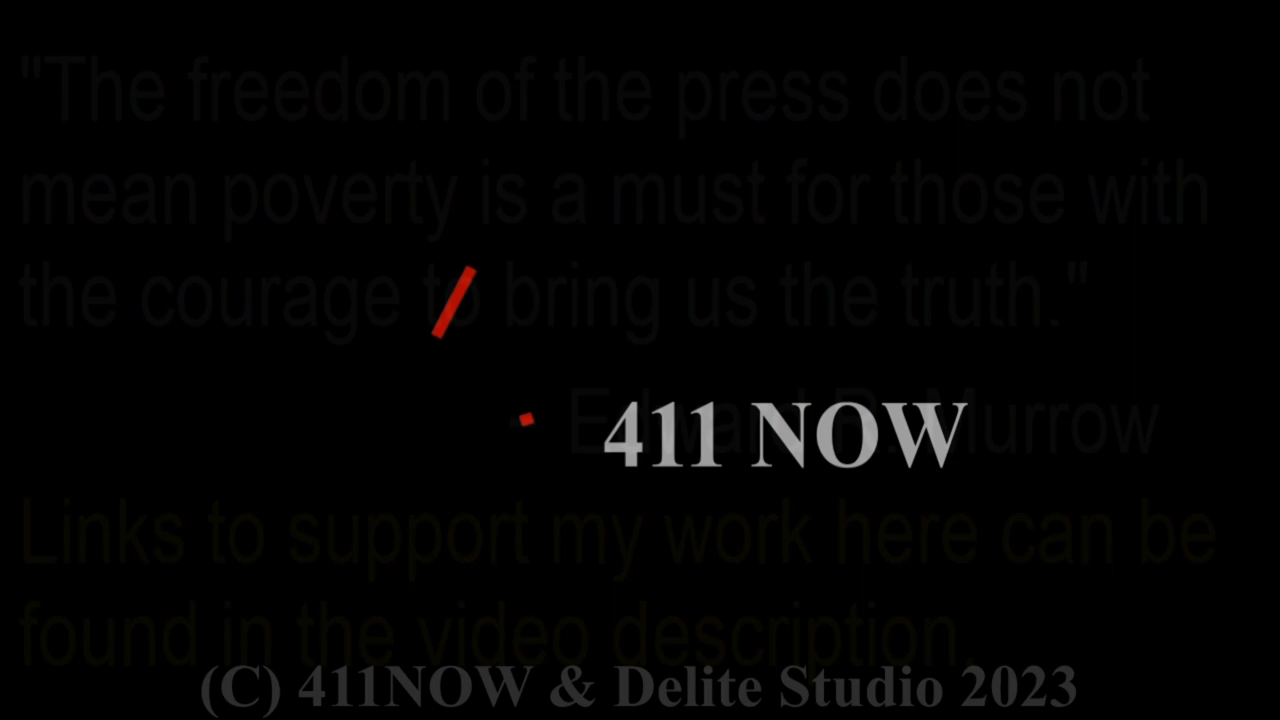 "The freedom of the press does not
mean poverty is a must for those with
the courage to bring us the truth."
Edward R. Murrow
411 NOW
Links to support my work here can be
found in the video description.
(C) 411NOW & Delite Studio 2023